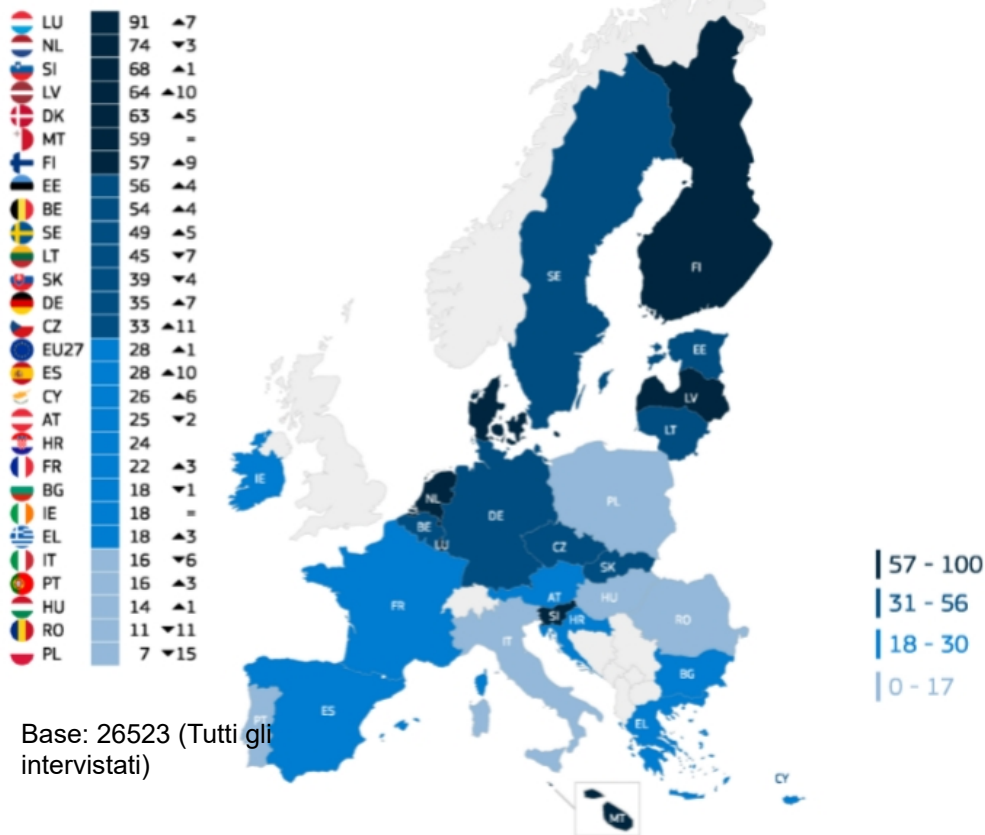 LU 91 ▲7
NL 74 ▼3
SI 68 ▲1
LV 64 ▲10
DK 63 ▲5
MT 59 =
FI 57 ▲9
EE 56 ▲4
BE 54 ▲4
SE 49 ▲5
LT 45 ▼7
SK 39 ▼4
DE 35 ▲7
CZ 33 ▲11
EU27 28 ▲1
ES 28 ▲10
CY 26 ▲6
AT 25 ▼2
HR 24
FR 22 ▲3
BG 18 ▼1
IE 18 =
EL 18 ▲3
IT 16 ▼6
PT 16 ▲3
HU 14 ▲1
RO 11 ▼11
PL 7 ▼15
Base: 26523 (Tutti gli
intervistati)
SE
FI
EE
LV
LT
IE
NL
BE
LU
DE
PL
CZ
SK
FR
AT
HU
SI
HR
RO
IT
BG
ES
PT
EL
CY
MT
57 - 100
31 - 56
18 - 30
0 - 17